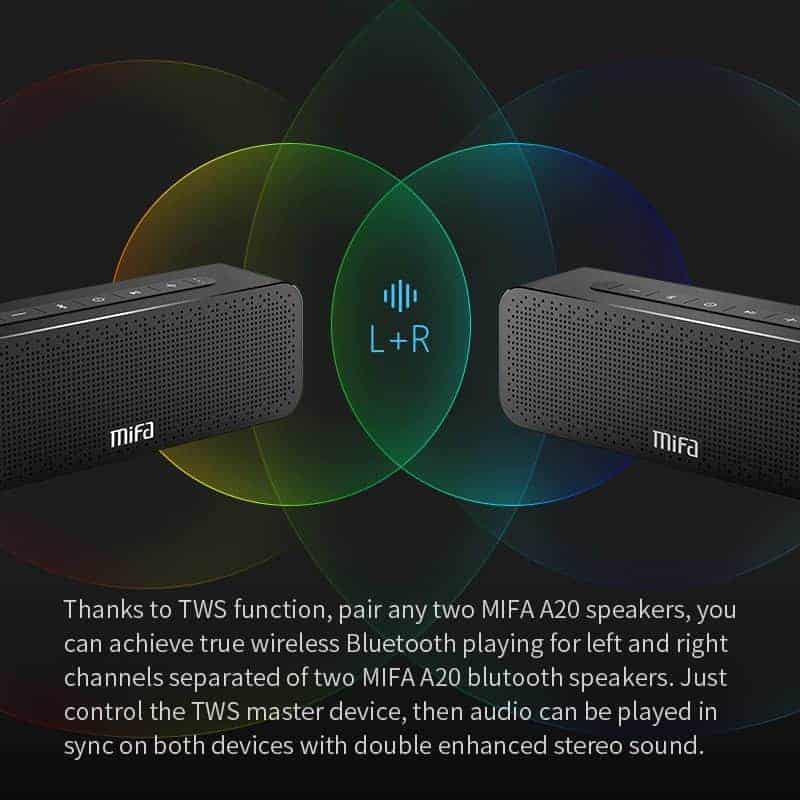 L+R
mifa
mifa
Thanks to TWS function, pair any two MIFA A20 speakers, you
can achieve true wireless Bluetooth playing for left and right
channels separated of two MIFA A20 blutooth speakers. Just
control the TWS master device, then audio can be played in
sync on both devices with double enhanced stereo sound.